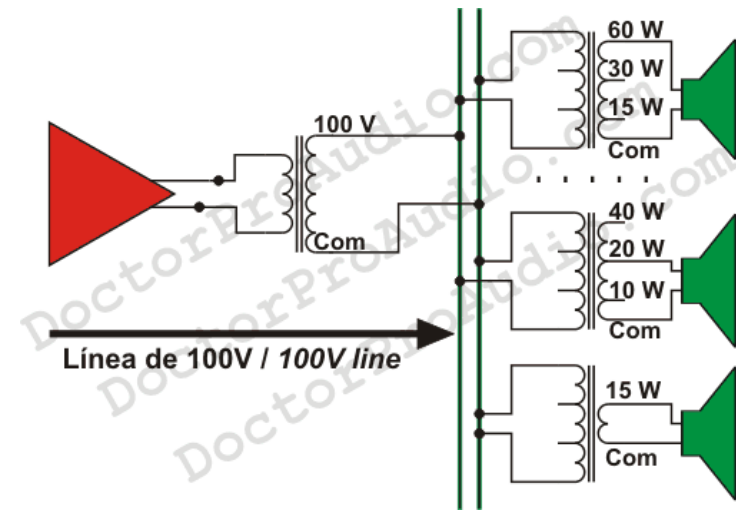 60 W
30 W
15 W
Com
100 V
Com
40 W
20 W
10 W
Com
15 W
Com
Línea de 100V / 100V line
DoctorProAudio.com
DoctorProAudio.com
DoctorProAudio.com